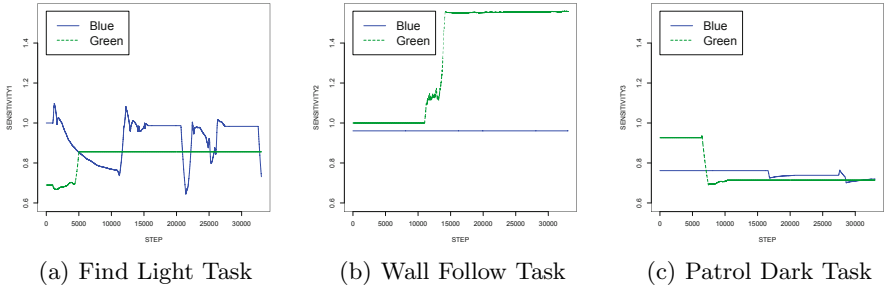 SENSITIVITY1
1.4
1.2
1.0
0.8
0.6
Blue
Green
0
5000
10000
15000
20000
25000
30000
STEP
(a) Find Light Task
SENSITIVITY2
1.4
1.2
1.0
0.8
0.6
Blue
Green
0
5000
10000
15000
20000
25000
30000
STEP
(b) Wall Follow Task
SENSITIVITY3
1.4
1.2
1.0
0.8
0.6
Blue
Green
0
5000
10000
15000
20000
25000
30000
STEP
(c) Patrol Dark Task